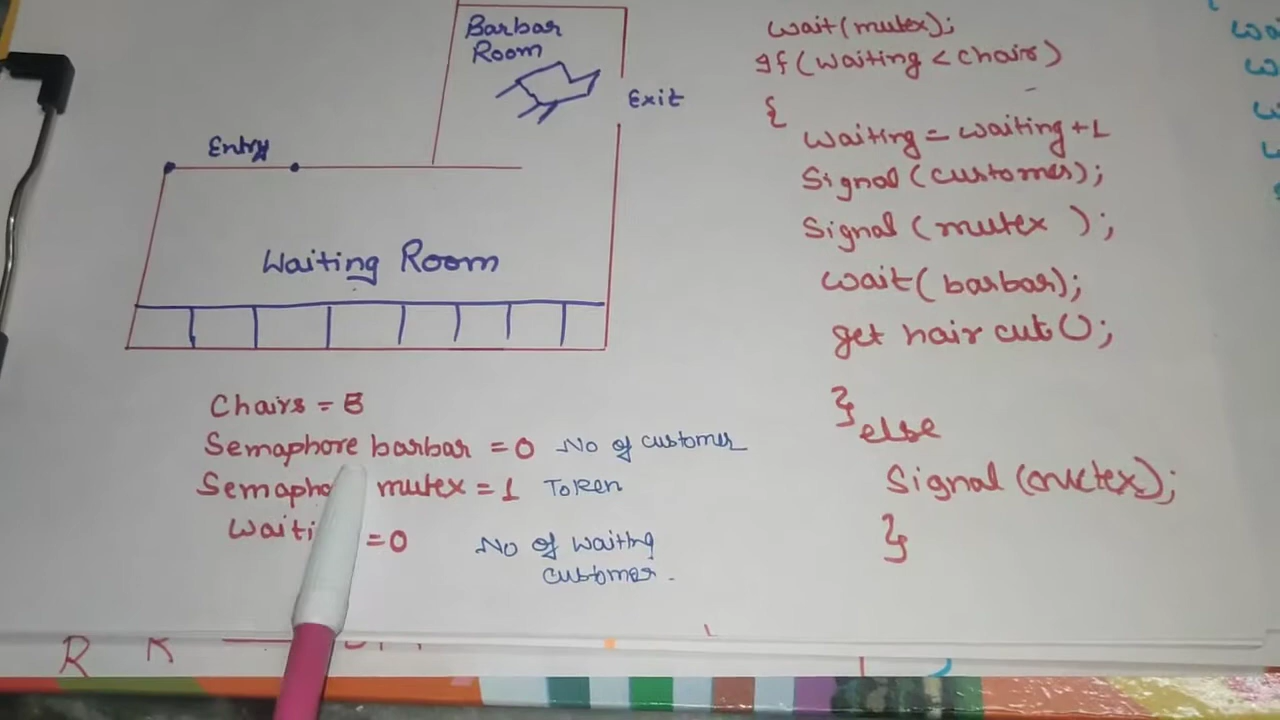 Barbar
Room
Exit
Entry
Waiting Room
Chairs = 5
Semaphore barbar = 0 No of customer
mutex = 1 Token
= 0 No of waiting
customer.
wait(mutex);
If (waiting < chair)
{
waiting = waiting + 1
Signal (customer);
Signal (mutex );
wait( barbar);
get hair cut ();
} else
Signal (mutex);
}
R K